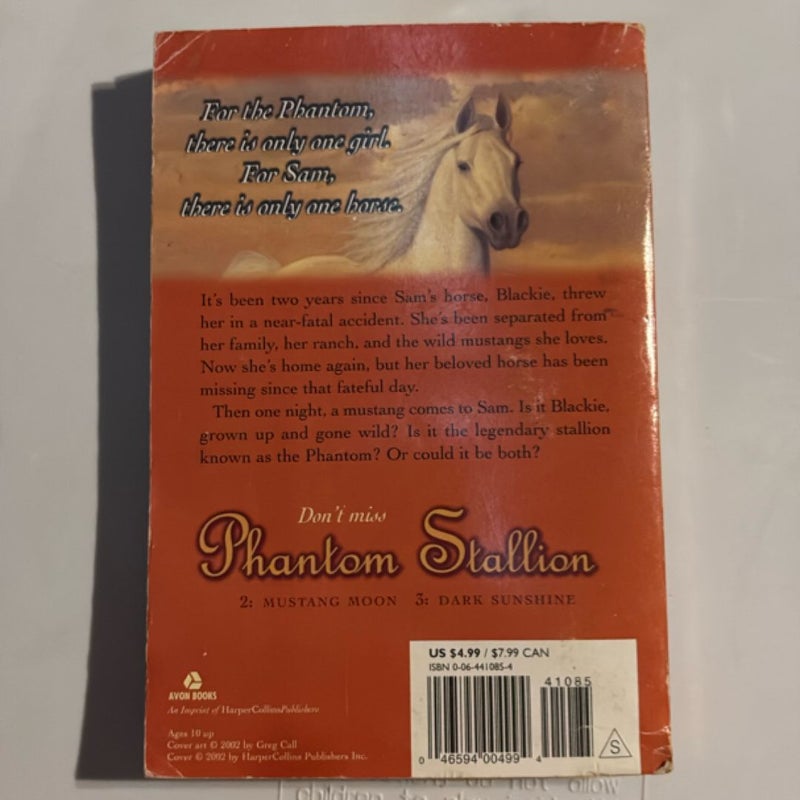 For the Phantom,
there is only one girl.
For Sam,
there is only one horse.
It's been two years since Sam's horse, Blackie, threw
her in a near-fatal accident. She's been separated from
her family, her ranch, and the wild mustangs she loves.
Now she's home again, but her beloved horse has been
missing since that fateful day.
Then one night, a mustang comes to Sam. Is it Blackie,
grown up and gone wild? Is it the legendary stallion
known as the Phantom? Or could it be both?
Don't miss
Phantom Stallion
2: MUSTANG MOON 3: DARK SUNSHINE
US $4.99 / $7.99 CAN
ISBN 0-06-441085-4
41085
0 46594 00499 4
S
AVON BOOKS
An Imprint of HarperCollinsPublishers
Ages 10 up
Cover art © 2002 by Greg Call
Cover © 2002 by HarperCollins Publishers Inc.
not allow
children to